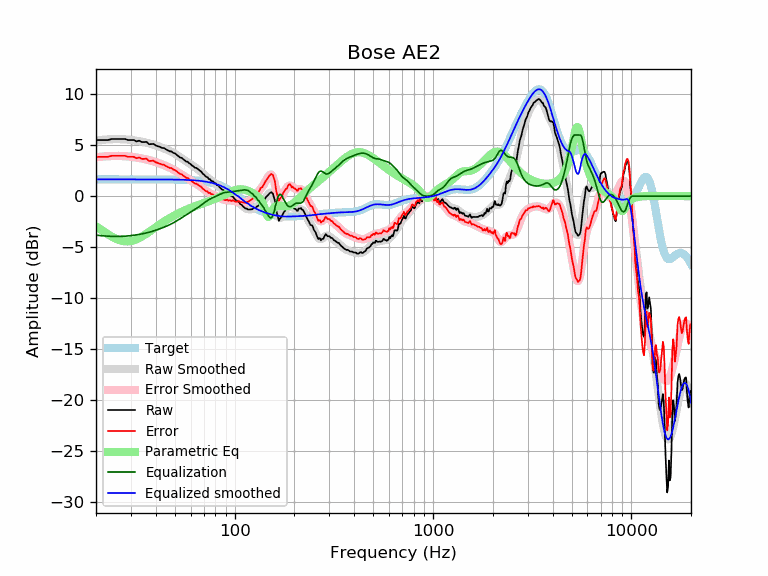 Bose AE2
Amplitude (dBr)
10
5
0
−5
−10
−15
−20
−25
−30
Target
Raw Smoothed
Error Smoothed
Raw
Error
Parametric Eq
Equalization
Equalized smoothed
100
1000
10000
Frequency (Hz)